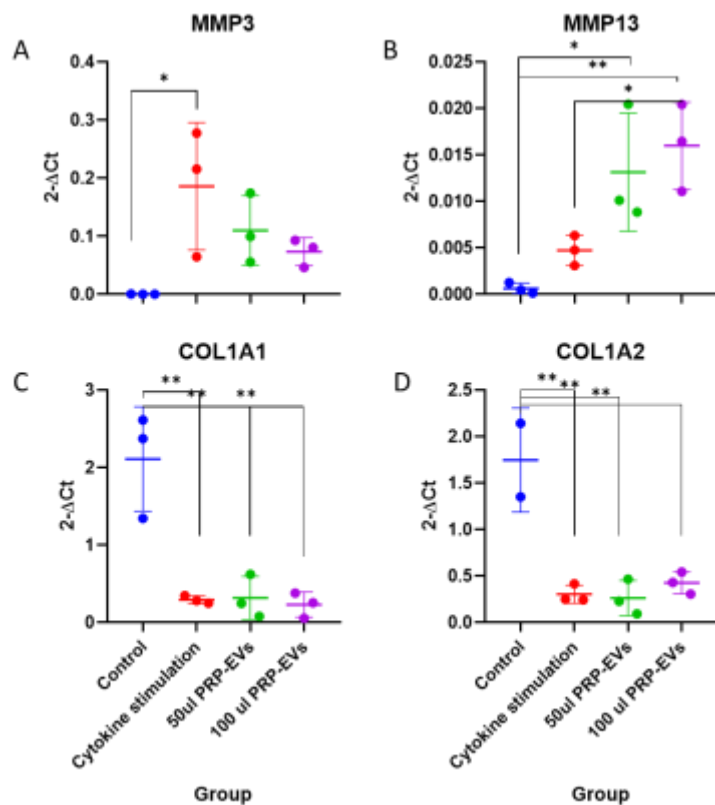 MMP3
MMP13
A
B
*
*
**
*
0.4
0.3
0.2
0.1
0.0
2-ΔCt
0.025
0.020
0.015
0.010
0.005
0.000
2-ΔCt
COL1A1
COL1A2
C
D
**
**
**
**
**
**
3
2
1
0
2-ΔCt
2.5
2.0
1.5
1.0
0.5
0.0
2-ΔCt
Control
Cytokine stimulation
50ul PRP-EVs
100 ul PRP-EVs
Control
Cytokine stimulation
50ul PRP-EVs
100 ul PRP-EVs
Group
Group